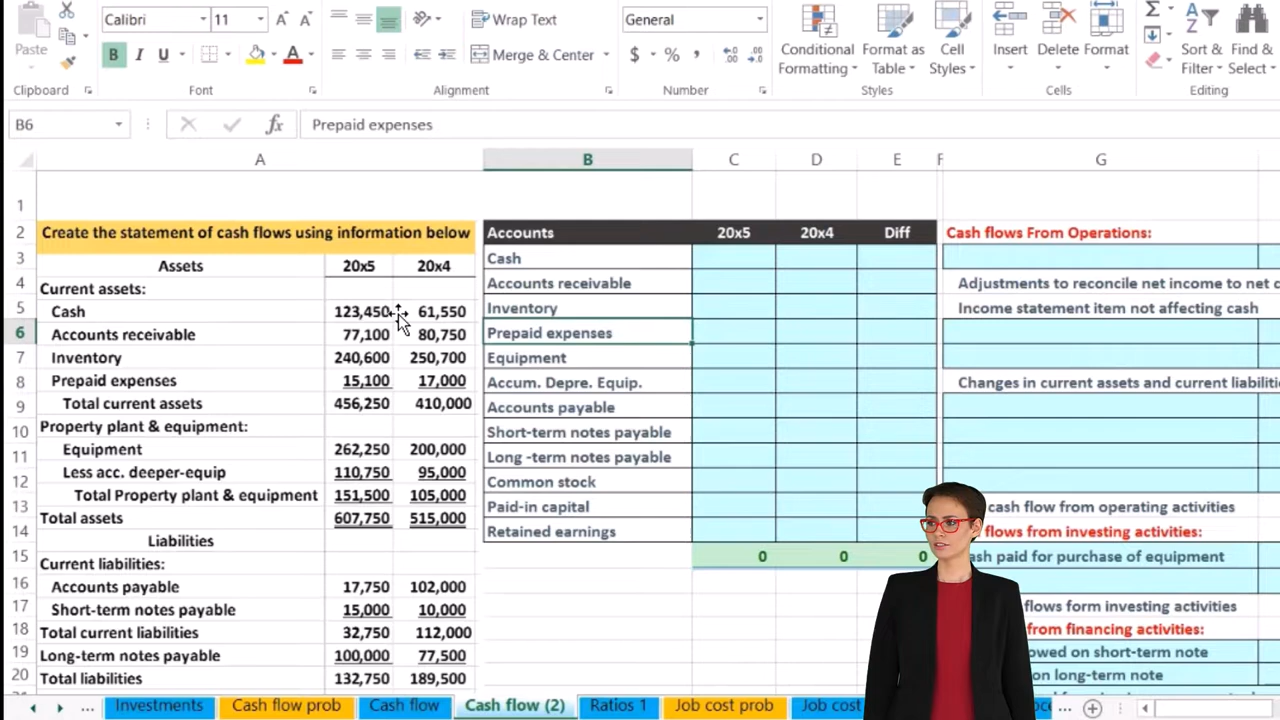 Calibri 11 Wrap Text General
Paste B I U Merge & Center $ % , Conditional Formatting Format as Table Cell Styles Insert Delete Format Sort & Filter Find & Select
Clipboard Font Alignment Number Styles Cells Editing
B6 fx Prepaid expenses
A B C D E F G
1
2 Create the statement of cash flows using information below Accounts 20x5 20x4 Diff Cash flows From Operations:
3 Assets 20x5 20x4 Cash
4 Current assets: Accounts receivable Adjustments to reconcile net income to net c
5 Cash 123,450 61,550 Inventory Income statement item not affecting cash
6 Accounts receivable 77,100 80,750 Prepaid expenses
7 Inventory 240,600 250,700 Equipment
8 Prepaid expenses 15,100 17,000 Accum. Depre. Equip. Changes in current assets and current liabilitie
9 Total current assets 456,250 410,000 Accounts payable
10 Property plant & equipment: Short-term notes payable
11 Equipment 262,250 200,000 Long -term notes payable
12 Less acc. deeper-equip 110,750 95,000 Common stock
13 Total Property plant & equipment 151,500 105,000 Paid-in capital cash flow from operating activities
14 Total assets 607,750 515,000 Retained earnings flows from investing activities:
Liabilities
15 Current liabilities: 0 0 0 ash paid for purchase of equipment
16 Accounts payable 17,750 102,000
17 Short-term notes payable 15,000 10,000 flows form investing activities
18 Total current liabilities 32,750 112,000 from financing activities:
19 Long-term notes payable 100,000 77,500 owed on short-term note
20 Total liabilities 132,750 189,500 on long-term note
... Investments Cash flow prob Cash flow Cash flow (2) Ratios 1 Job cost prob Job cost ...